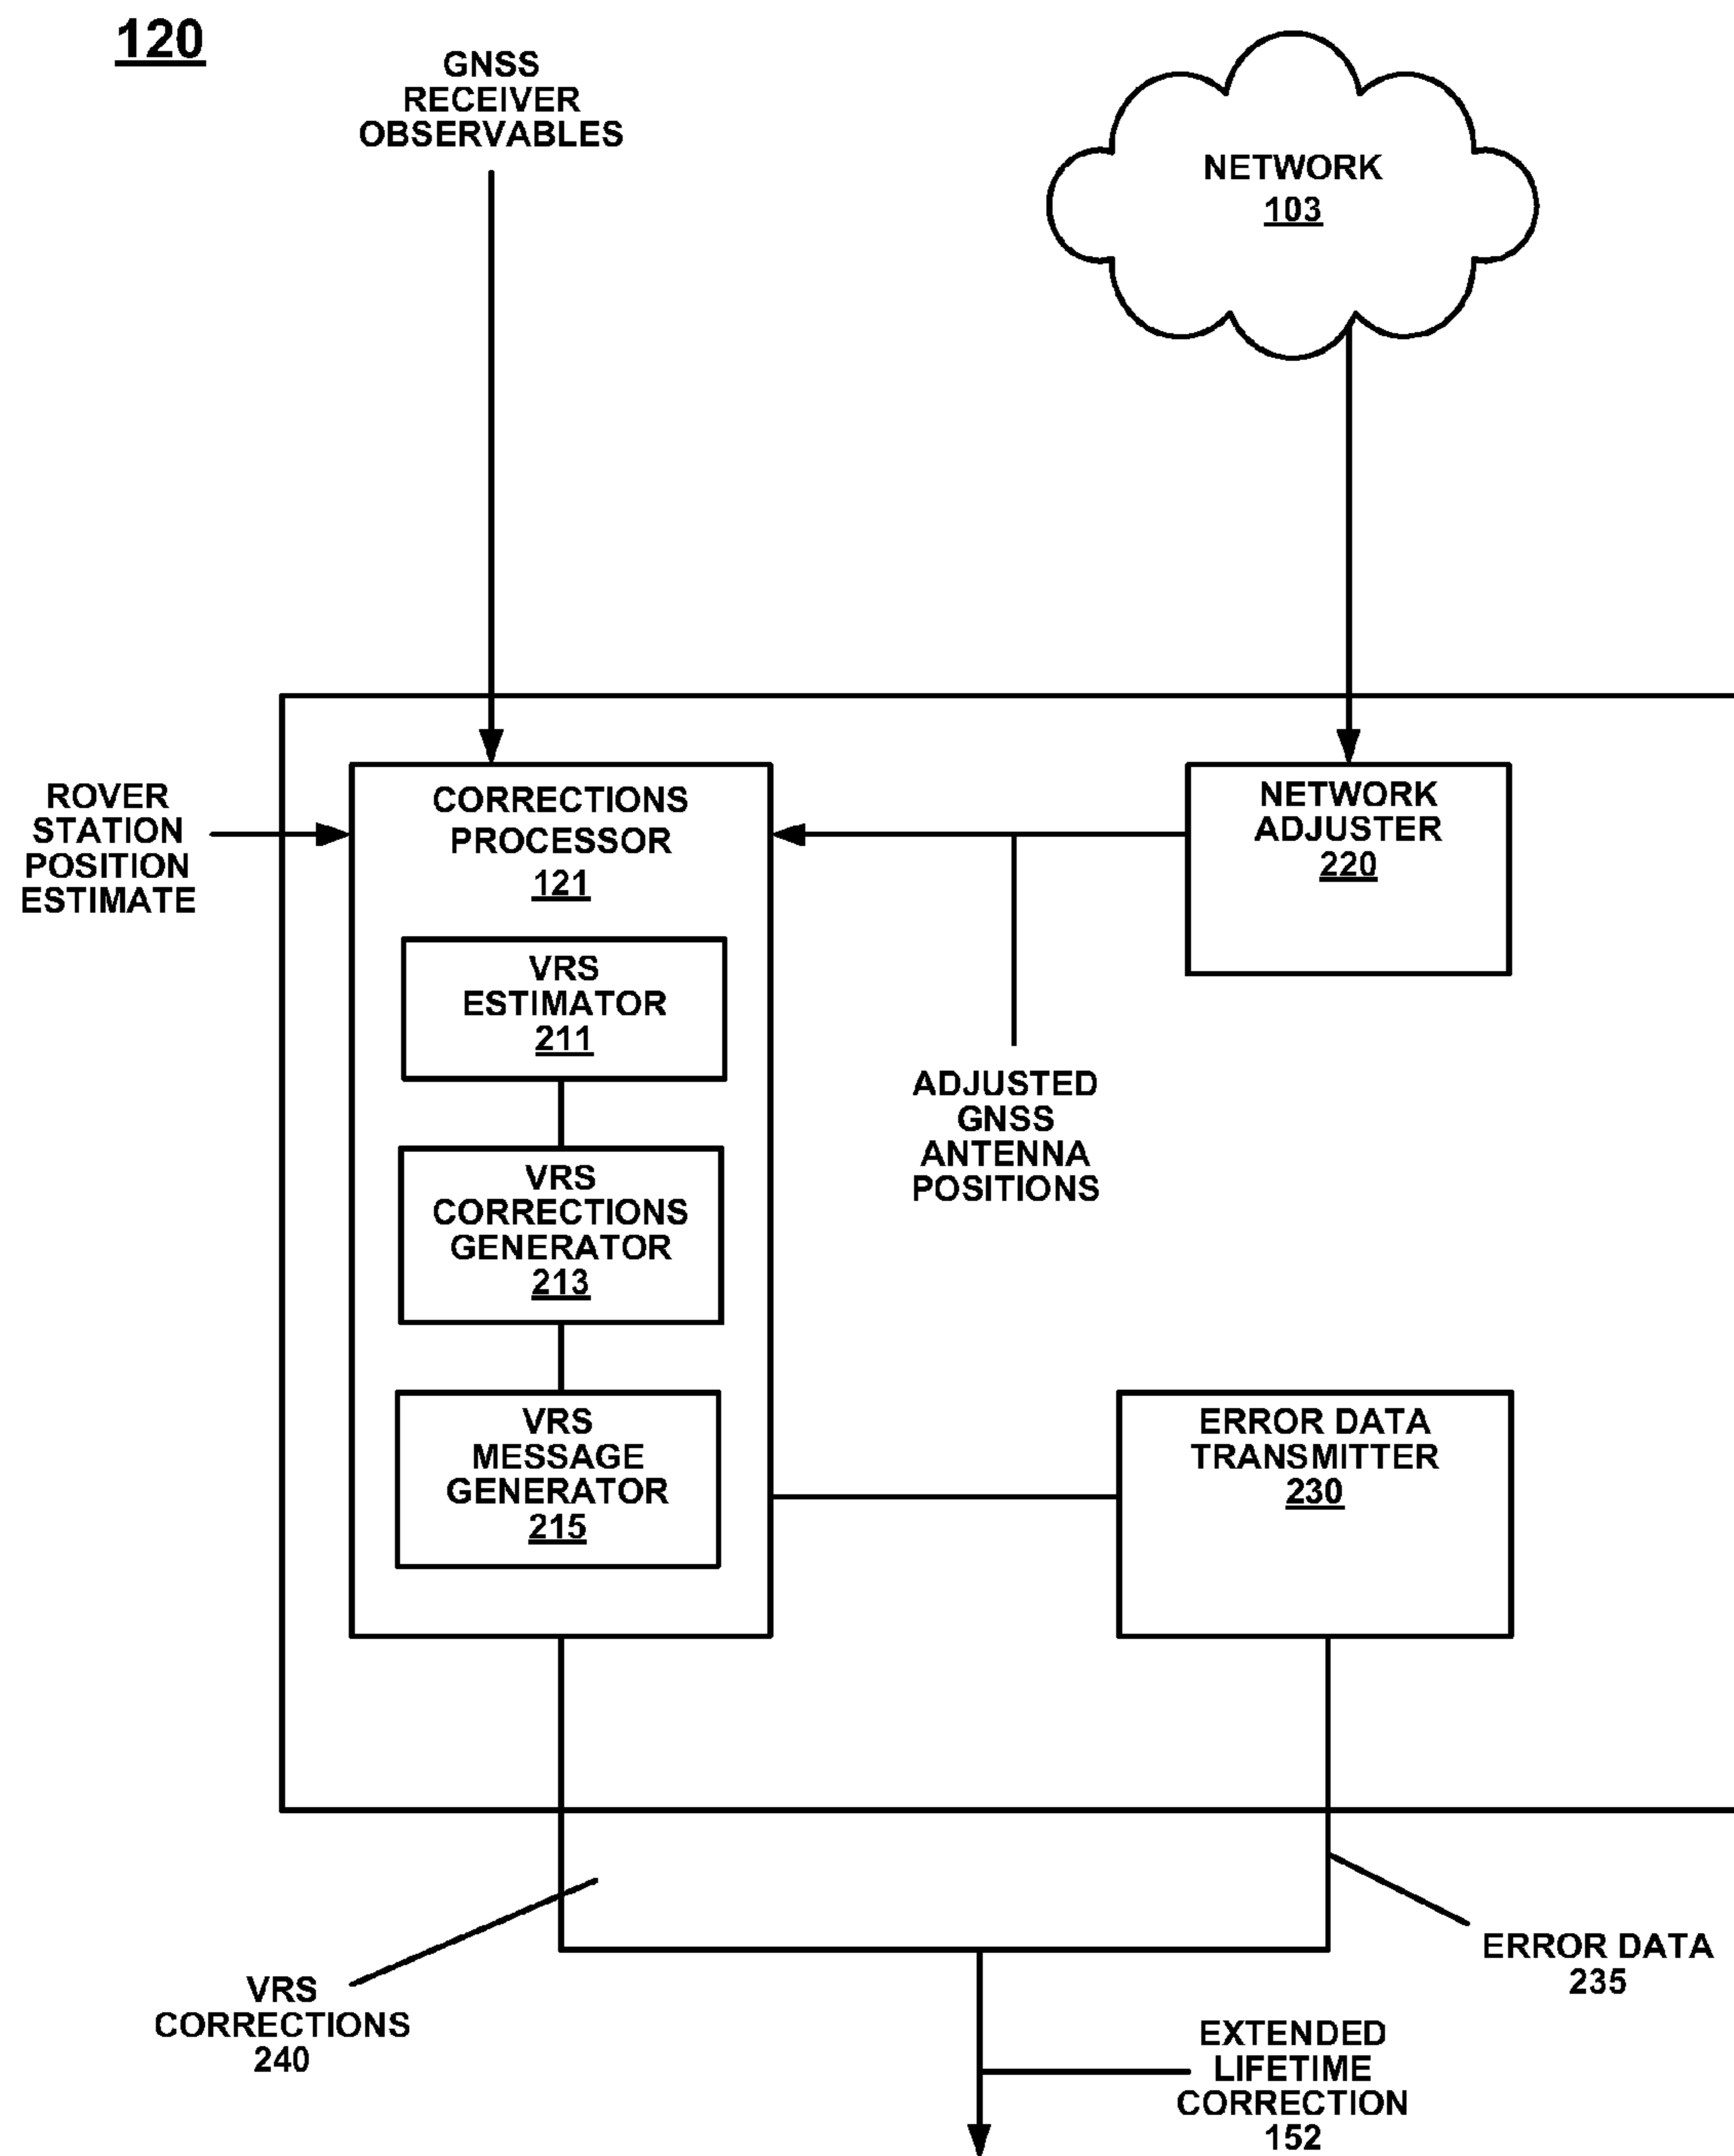 120
GNSS
RECEIVER
OBSERVABLES
NETWORK
103
ROVER
STATION
POSITION
ESTIMATE
CORRECTIONS
PROCESSOR
121
NETWORK
ADJUSTER
220
VRS
ESTIMATOR
211
ADJUSTED
GNSS
ANTENNA
POSITIONS
VRS
CORRECTIONS
GENERATOR
213
VRS
MESSAGE
GENERATOR
215
ERROR DATA
TRANSMITTER
230
VRS
CORRECTIONS
240
ERROR DATA
235
EXTENDED
LIFETIME
CORRECTION
152